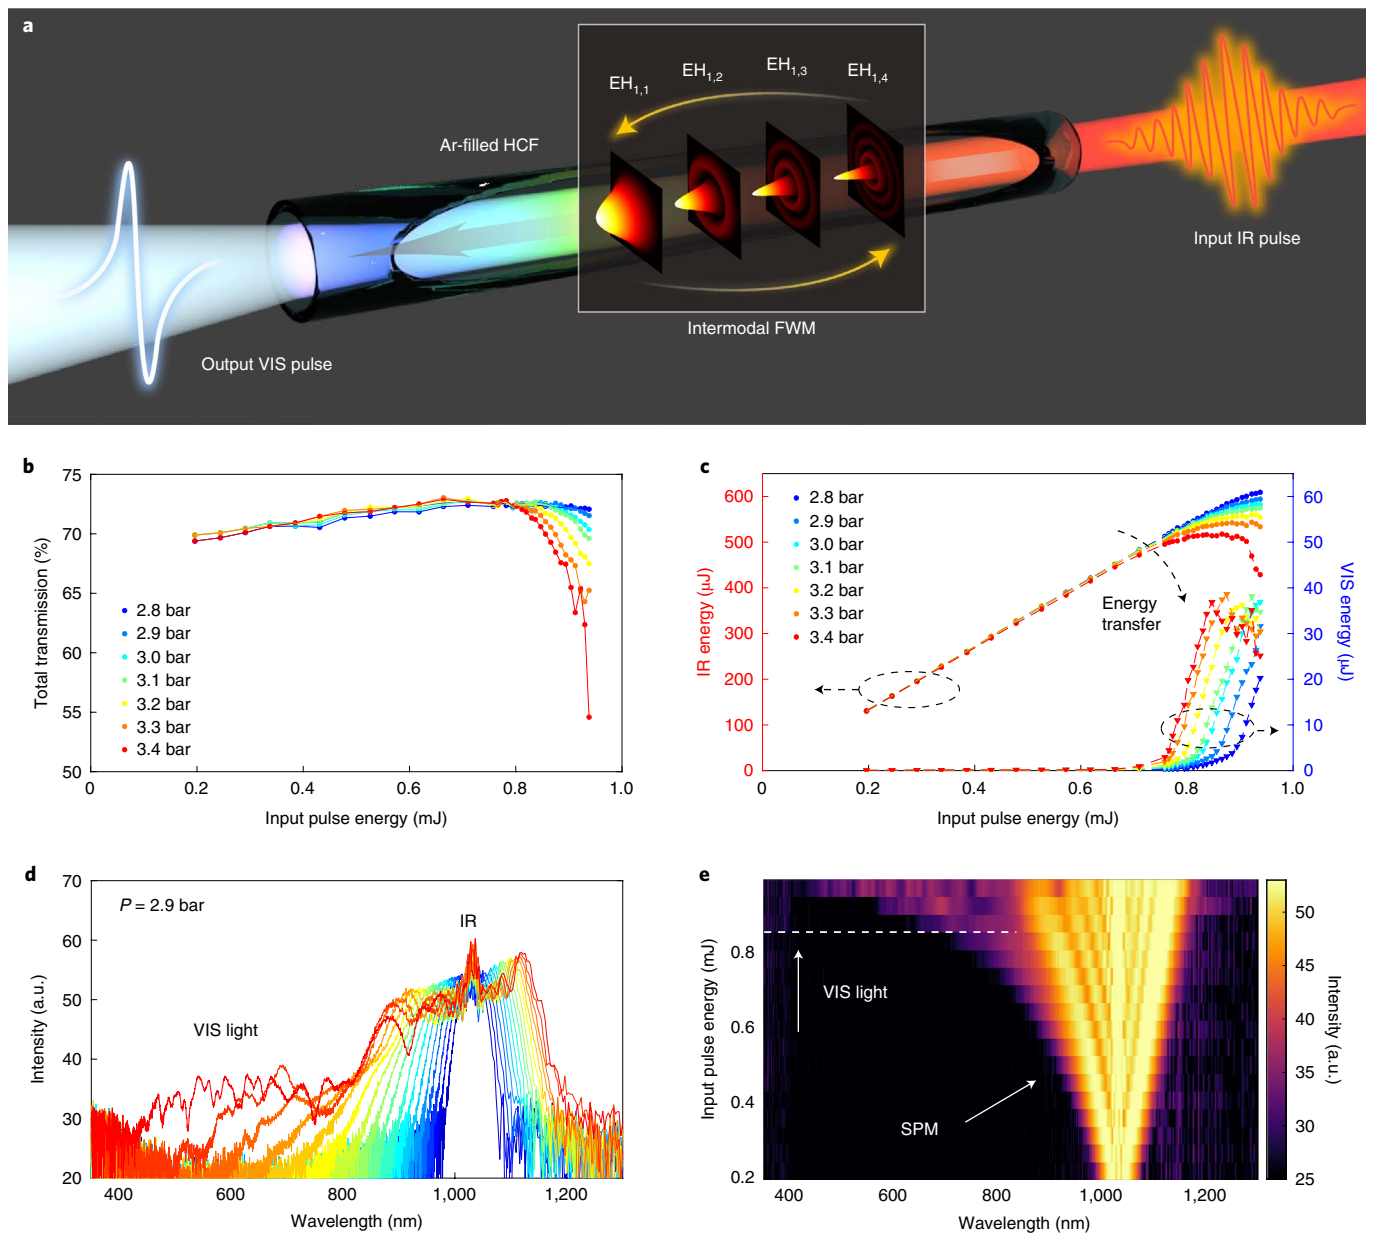 a
EH1,1
EH1,2
EH1,3
EH1,4
Ar-filled HCF
Input IR pulse
Intermodal FWM
Output VIS pulse
b
75
70
65
60
55
50
0
0.2
0.4
0.6
0.8
1.0
Total transmission (%)
Input pulse energy (mJ)
2.8 bar
2.9 bar
3.0 bar
3.1 bar
3.2 bar
3.3 bar
3.4 bar
c
600
500
400
300
200
100
0
IR energy (μJ)
2.8 bar
2.9 bar
3.0 bar
3.1 bar
3.2 bar
3.3 bar
3.4 bar
Energy
transfer
60
50
40
30
20
10
0
VIS energy (μJ)
0
0.2
0.4
0.6
0.8
1.0
Input pulse energy (mJ)
d
70
60
50
40
30
20
Intensity (a.u.)
P = 2.9 bar
IR
VIS light
400
600
800
1,000
1,200
Wavelength (nm)
e
0.8
0.6
0.4
0.2
Input pulse energy (mJ)
VIS light
SPM
400
600
800
1,000
1,200
Wavelength (nm)
50
45
40
35
30
25
Intensity (a.u.)